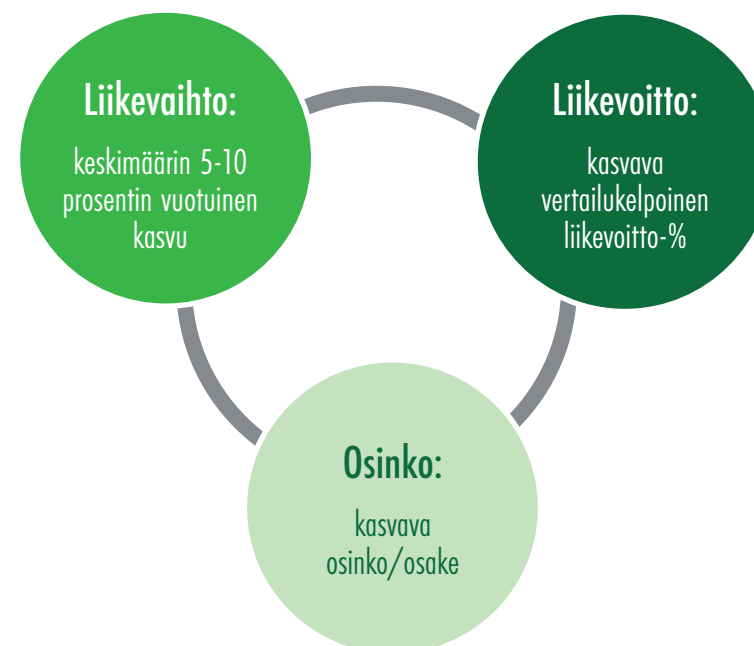 Liikevaihto:
keskimäärin 5-10
prosentin vuotuinen
kasvu
Liikevoitto:
kasvava
vertailukelpoinen
liikevoitto-%
Osinko:
kasvava
osinko/osake